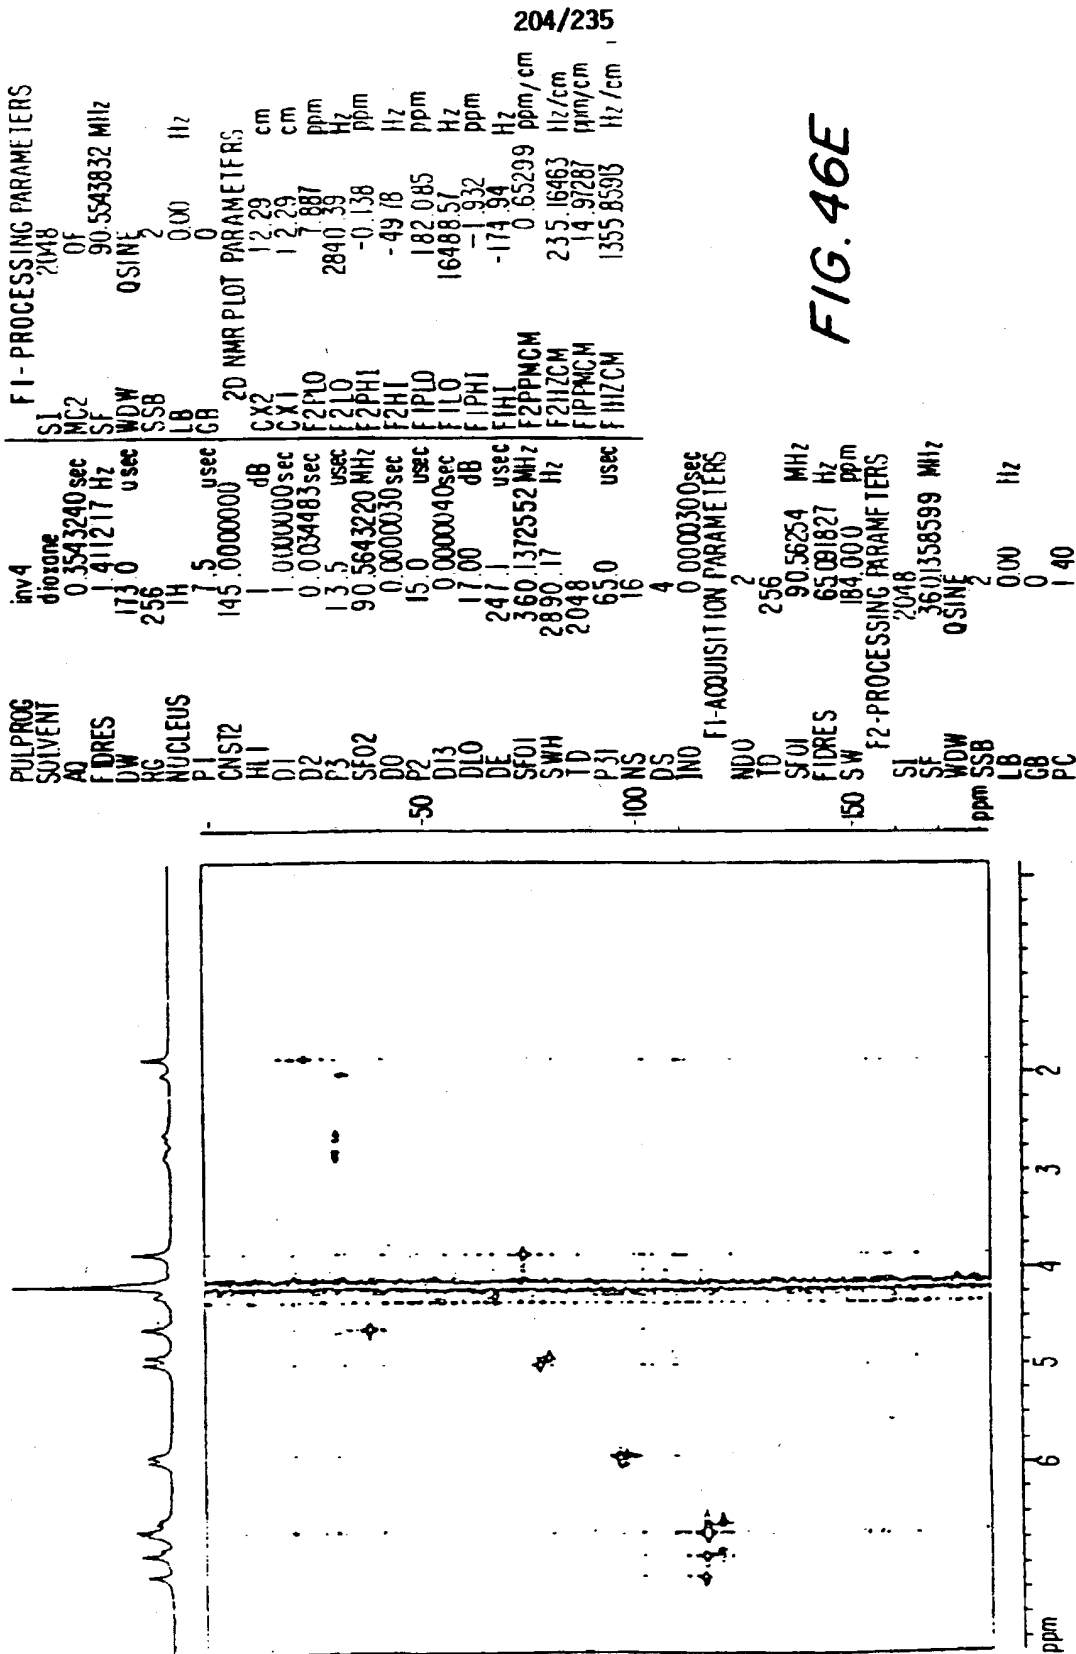 204/235
PULPROG inv4
SOLVENT dioxane
AQ 0.3543240 sec
FIDRES 1.411217 Hz
DW 173.0 usec
RG 256
NUCLEUS 1H
P1 7.5 usec
CNST2 145.0000000
HL1 1 dB
D1 1.0000000 sec
D2 0.0034483 sec
P3 13.5 usec
SFO2 90.5643220 MHz
D0 0.0000030 sec
P2 15.0 usec
D13 0.0000040 sec
DLO 17.00 dB
DE 247.1 usec
SFO1 360.1372552 MHz
SWH 2890.17 Hz
TD 2048
P31 65.0 usec
NS 16
DS 4
IN0 0.0000300 sec
F1-ACQUISITION PARAMETERS
ND0 2
TD 256
SFO1 90.56254 MHz
FIDRES 65.091827 Hz
SW 184.000 ppm
F2-PROCESSING PARAMETERS
SI 2048
SF 360.1358599 MHz
WDW QSINE
SSB 2
LB 0.00 Hz
GB 0
PC 1.40
F1-PROCESSING PARAMETERS
SI 2048
MC2 QF
SF 90.5543832 MHz
WDW QSINE
SSB 2
LB 0.00 Hz
GB 0
2D NMR PLOT PARAMETERS
CX2 12.29 cm
CX1 12.29 cm
F2PLO 7.887 ppm
F2LO 2840.39 Hz
F2PHI -0.138 ppm
F2HI -49.78 Hz
F1PLO 182.085 ppm
F1LO 16488.57 Hz
F1PHI -1.932 ppm
F1HI -174.94 Hz
F2PPMCM 0.65299 ppm/cm
F2HZCM 235.16463 Hz/cm
F1PPMCM 14.97287 ppm/cm
F1HZCM 1355.85913 Hz/cm
50
100
150
ppm
ppm 6 5 4 3 2
FIG. 46E